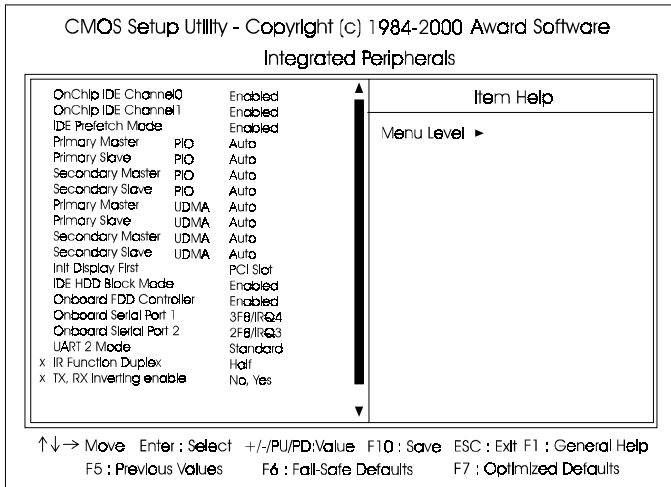 CMOS Setup Utility - Copyright (c) 1984-2000 Award Software
Integrated Peripherals
OnChip IDE Channel0 Enabled
OnChip IDE Channel1 Enabled
IDE Prefetch Mode Enabled
Primary Master PIO Auto
Primary Slave PIO Auto
Secondary Master PIO Auto
Secondary Slave PIO Auto
Primary Master UDMA Auto
Primary Slave UDMA Auto
Secondary Master UDMA Auto
Secondary Slave UDMA Auto
Init Display First PCI Slot
IDE HDD Block Mode Enabled
Onboard FDD Controller Enabled
Onboard Serial Port 1 3F8/IRQ4
Onboard Slerial Port 2 2F8/IRQ3
UART 2 Mode Standard
x IR Function Duplex Half
x TX, RX Inverting enable No, Yes
Item Help
Menu Level ►
↑↓→ Move Enter : Select +/-/PU/PD:Value F10 : Save ESC : Exit F1 : General Help
F5 : Previous Values F6 : Fail-Safe Defaults F7 : Optimized Defaults